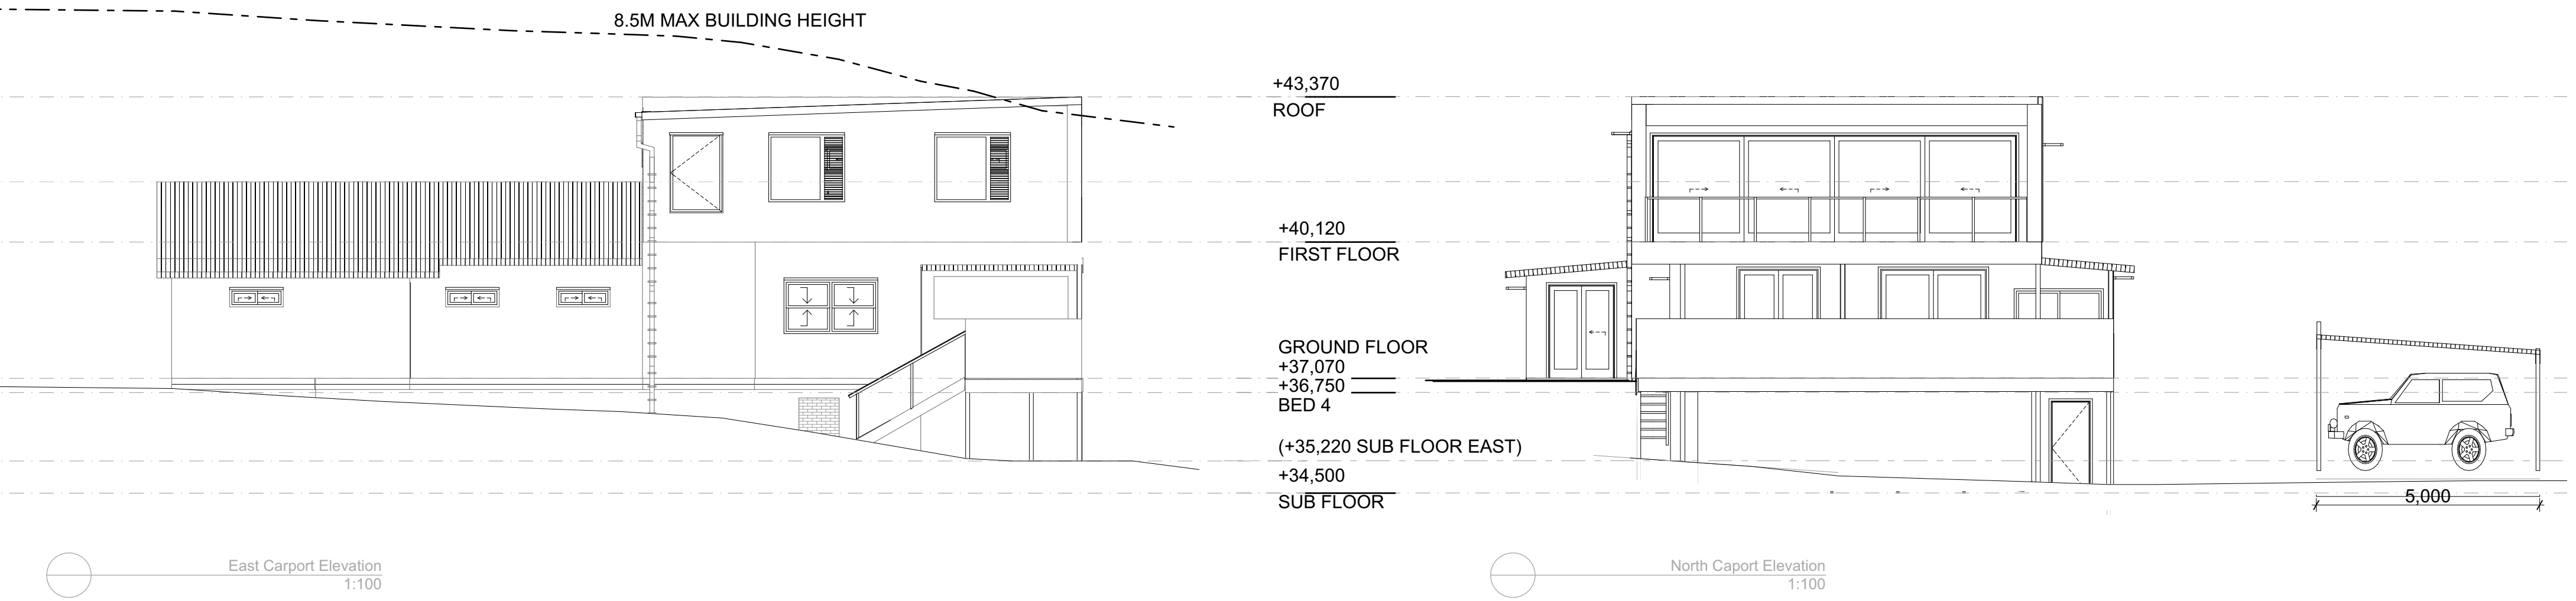 8.5M MAX BUILDING HEIGHT
+43,370
ROOF
+40,120
FIRST FLOOR
GROUND FLOOR
+37,070
+36,750
BED 4
(+35,220 SUB FLOOR EAST)
+34,500
SUB FLOOR
5,000
East Carport Elevation
1:100
North Caport Elevation
1:100